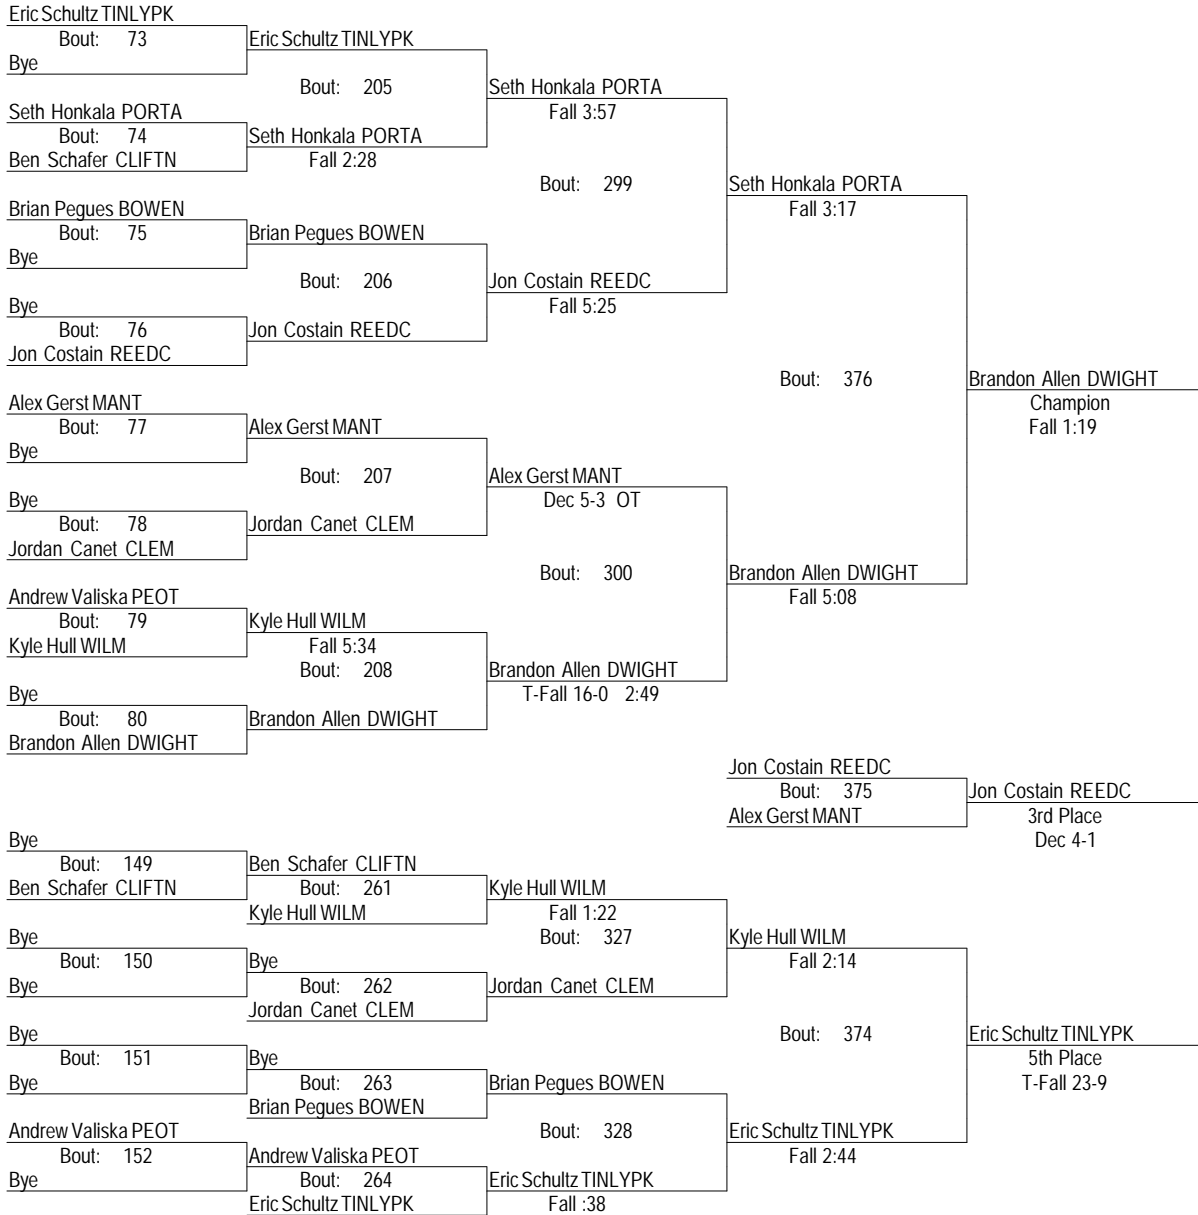 Eric Schultz TINLYPK
Bout: 73
Eric Schultz TINLYPK
Bye
Bout: 205
Seth Honkala PORTA
Fall 3:57
Seth Honkala PORTA
Bout: 74
Seth Honkala PORTA
Ben Schafer CLIFTN
Fall 2:28
Bout: 299
Seth Honkala PORTA
Fall 3:17
Brian Pegues BOWEN
Bout: 75
Brian Pegues BOWEN
Bye
Bout: 206
Jon Costain REEDC
Fall 5:25
Bye
Bout: 76
Jon Costain REEDC
Jon Costain REEDC
Bout: 376
Brandon Allen DWIGHT
Champion
Fall 1:19
Alex Gerst MANT
Bout: 77
Alex Gerst MANT
Bye
Bout: 207
Alex Gerst MANT
Dec 5-3 OT
Bye
Bout: 78
Jordan Canet CLEM
Jordan Canet CLEM
Bout: 300
Brandon Allen DWIGHT
Fall 5:08
Andrew Valiska PEOT
Bout: 79
Kyle Hull WILM
Kyle Hull WILM
Fall 5:34
Bout: 208
Brandon Allen DWIGHT
T-Fall 16-0 2:49
Bye
Bout: 80
Brandon Allen DWIGHT
Brandon Allen DWIGHT
Jon Costain REEDC
Bout: 375
Jon Costain REEDC
Alex Gerst MANT
3rd Place
Dec 4-1
Bye
Bout: 149
Ben Schafer CLIFTN
Ben Schafer CLIFTN
Bout: 261
Kyle Hull WILM
Kyle Hull WILM
Fall 1:22
Bye
Bout: 327
Kyle Hull WILM
Fall 2:14
Bout: 150
Bye
Bye
Bout: 262
Jordan Canet CLEM
Jordan Canet CLEM
Bye
Bout: 374
Eric Schultz TINLYPK
5th Place
T-Fall 23-9
Bout: 151
Bye
Bye
Bout: 263
Brian Pegues BOWEN
Brian Pegues BOWEN
Andrew Valiska PEOT
Bout: 328
Eric Schultz TINLYPK
Fall 2:44
Bout: 152
Andrew Valiska PEOT
Bye
Bout: 264
Eric Schultz TINLYPK
Eric Schultz TINLYPK
Fall :38